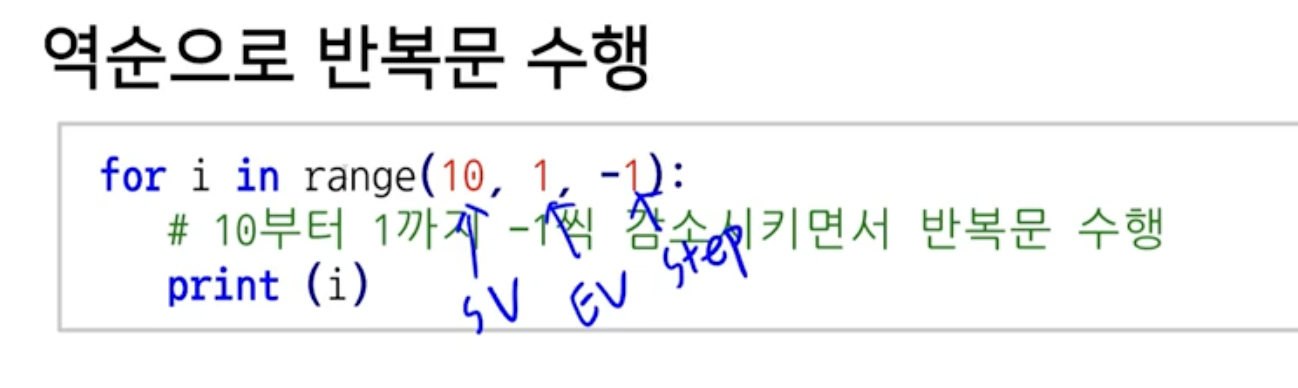 역순으로 반복문 수행
for i in range(10, 1, -1):
# 10부터 1까지 -1씩 감소시키면서 반복문 수행
print (i)
SV EV step